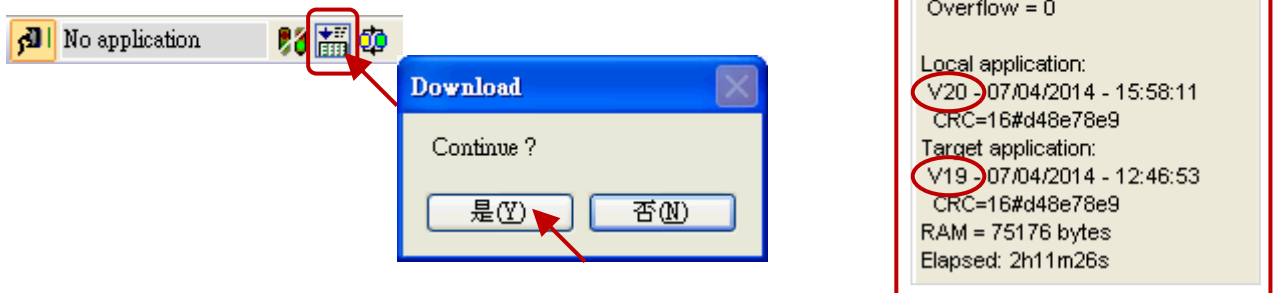 No application
Download
Continue ?
是(Y)
否(N)
Overflow = 0
Local application:
V20 - 07/04/2014 - 15:58:11
CRC=16#d48e78e9
Target application:
V19 - 07/04/2014 - 12:46:53
CRC=16#d48e78e9
RAM = 75176 bytes
Elapsed: 2h11m26s